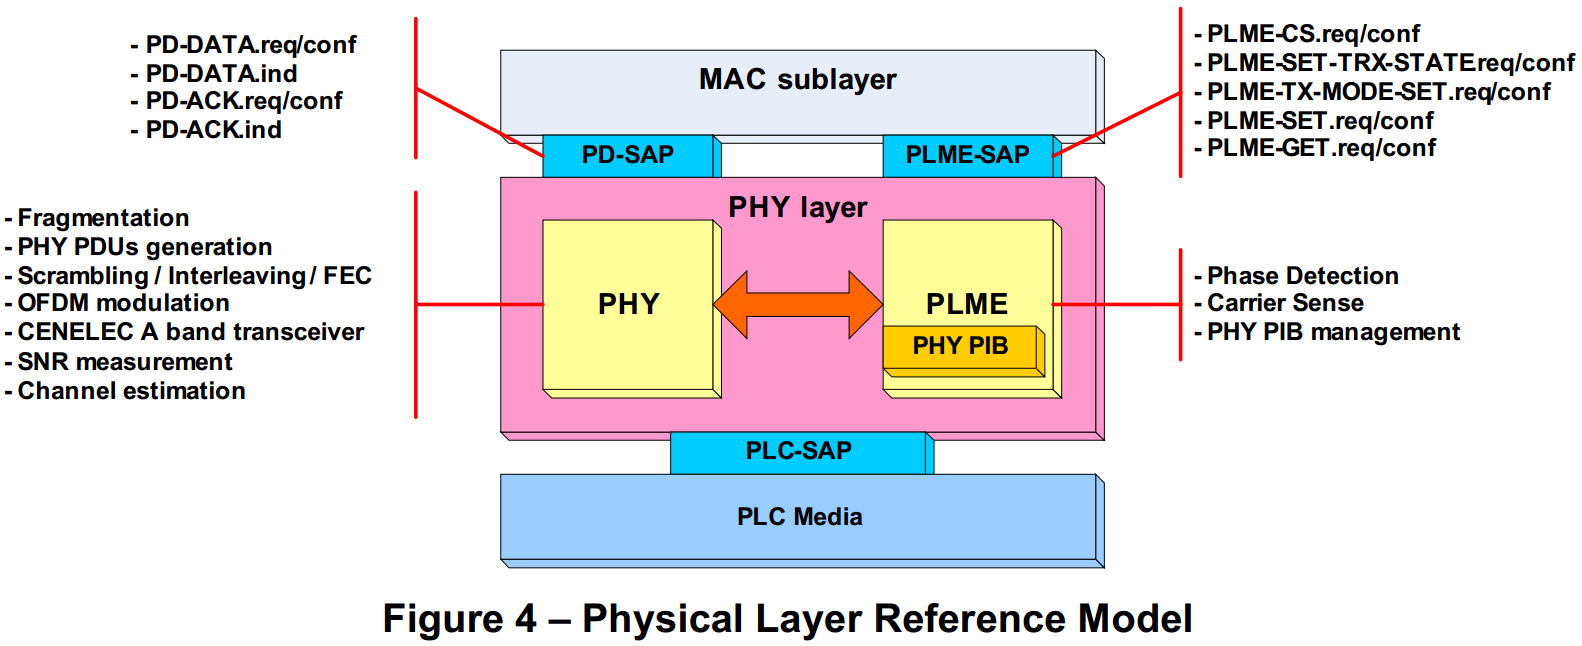 - PD-DATA.req/conf
- PD-DATA.ind
- PD-ACK.req/conf
- PD-ACK.ind
MAC sublayer
- PLME-CS.req/conf
- PLME-SET-TRX-STATE.req/conf
- PLME-TX-MODE-SET.req/conf
- PLME-SET.req/conf
- PLME-GET.req/conf
PD-SAP
PLME-SAP
PHY layer
- Fragmentation
- PHY PDUs generation
- Scrambling / Interleaving / FEC
- OFDM modulation
- CENELEC A band transceiver
- SNR measurement
- Channel estimation
PHY
PLME
PHY PIB
- Phase Detection
- Carrier Sense
- PHY PIB management
PLC-SAP
PLC Media
Figure 4 – Physical Layer Reference Model